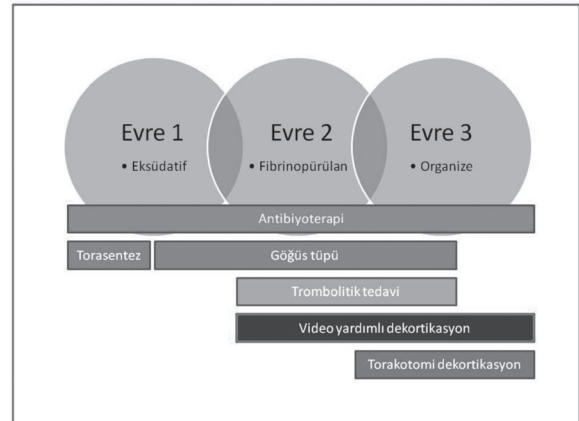 Evre 1
• Eksüdatif
Evre 2
• Fibrinopürülan
Evre 3
• Organize
Antibiyoterapi
Torasentez
Göğüs tüpü
Trombolitik tedavi
Video yardımlı dekortikasyon
Torakotomi dekortikasyon